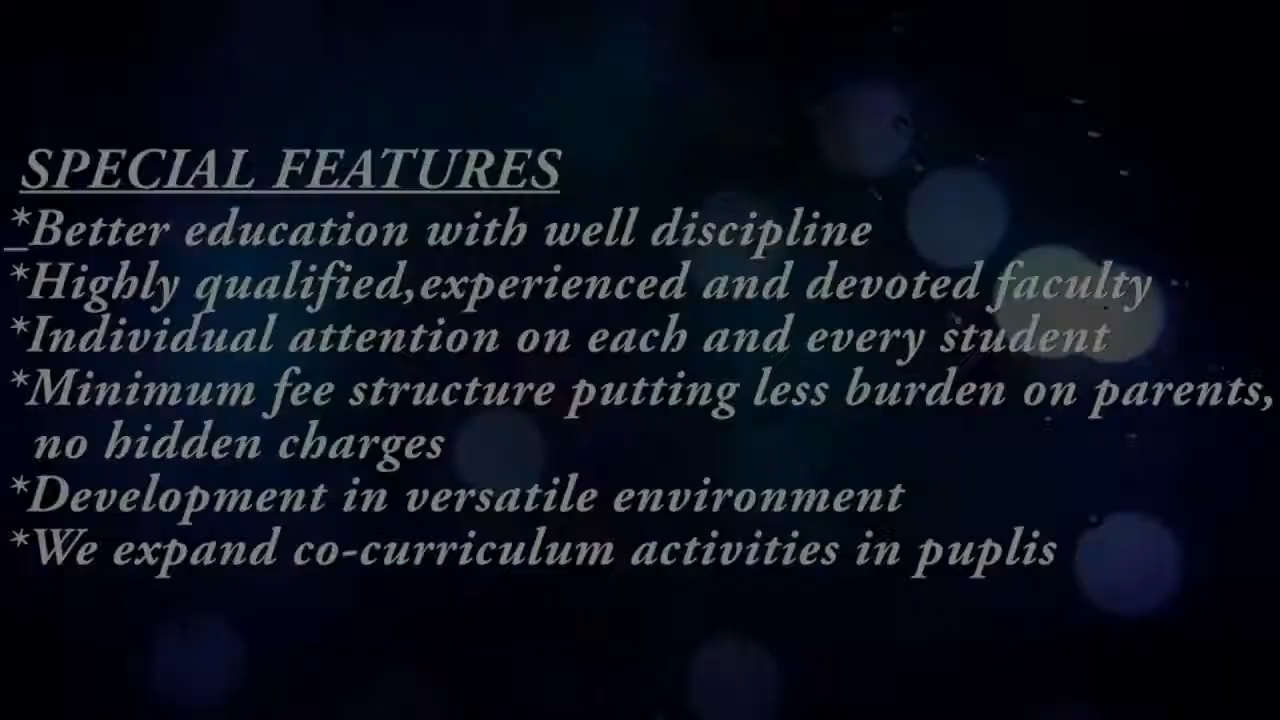 SPECIAL FEATURES
*Better education with well discipline
*Highly qualified,experienced and devoted faculty
*Individual attention on each and every student
*Minimum fee structure putting less burden on parents,
no hidden charges
*Development in versatile environment
*We expand co-curriculum activities in puplis